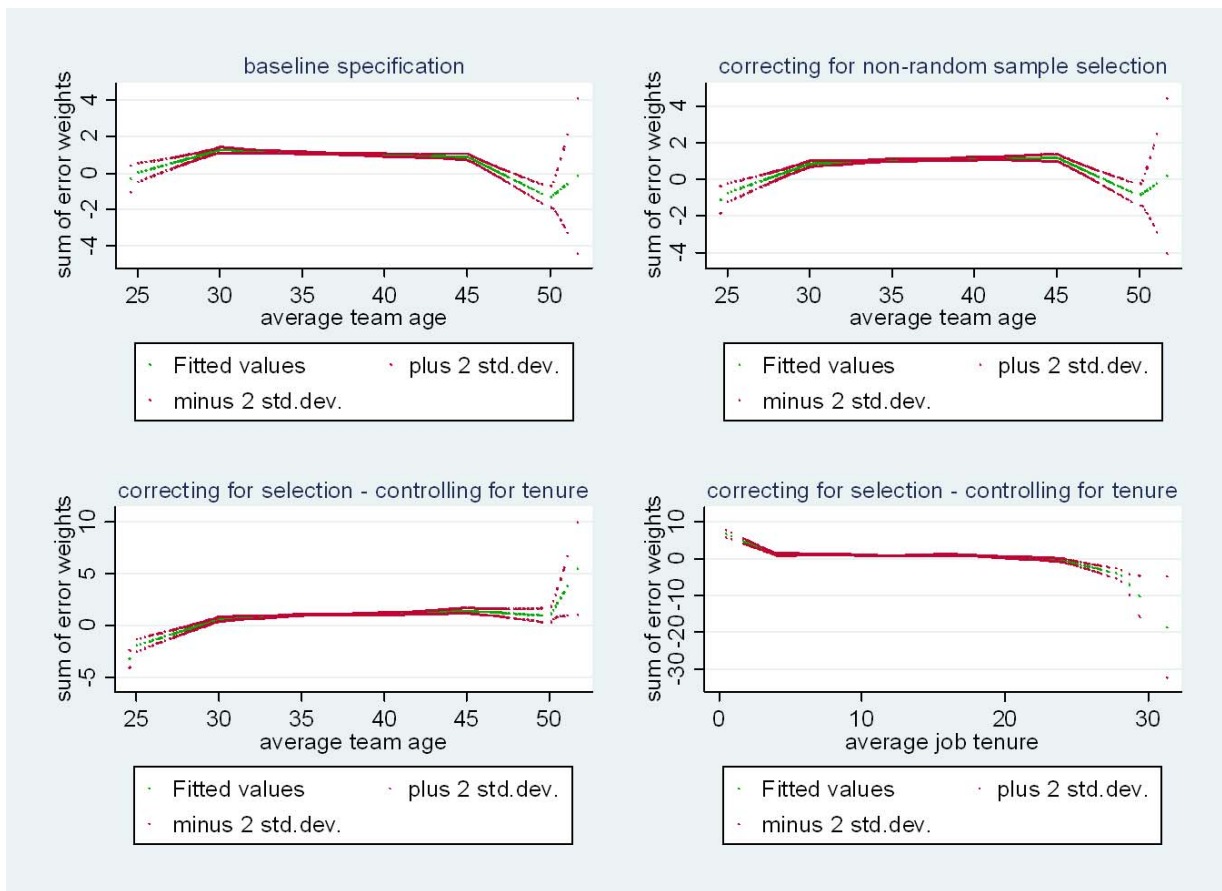 baseline specification
sum of error weights
4
2
0
-2
-4
25 30 35 40 45 50
average team age
Fitted values plus 2 std.dev.
minus 2 std.dev.
correcting for non-random sample selection
sum of error weights
4
2
0
-2
-4
25 30 35 40 45 50
average team age
Fitted values plus 2 std.dev.
minus 2 std.dev.
correcting for selection - controlling for tenure
sum of error weights
10
5
0
-5
25 30 35 40 45 50
average team age
Fitted values plus 2 std.dev.
minus 2 std.dev.
correcting for selection - controlling for tenure
sum of error weights
10
0
-10
-20
-30
0 10 20 30
average job tenure
Fitted values plus 2 std.dev.
minus 2 std.dev.